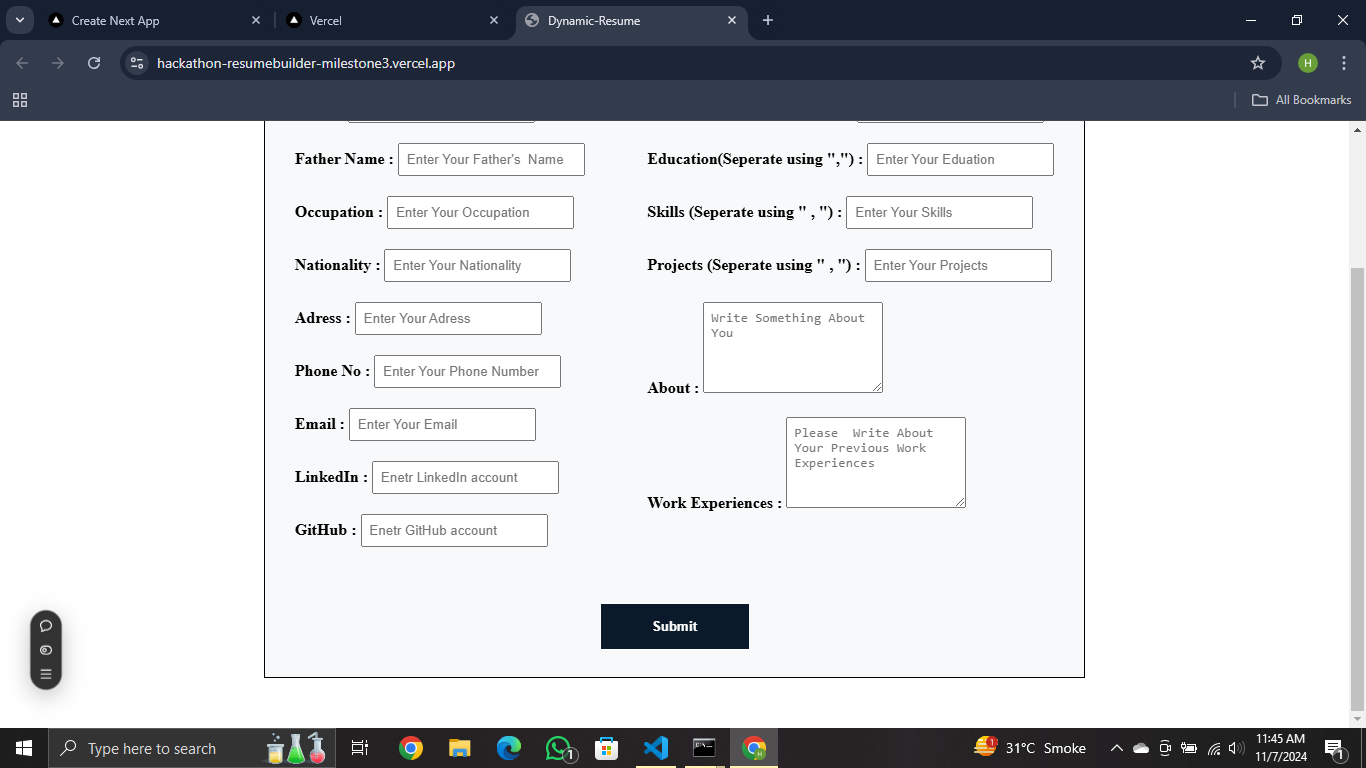 Create Next App
Vercel
Dynamic-Resume
hackathon-resumebuilder-milestone3.vercel.app
H
All Bookmarks
Father Name : Enter Your Father's  Name
Occupation : Enter Your Occupation
Nationality : Enter Your Nationality
Adress : Enter Your Adress
Phone No : Enter Your Phone Number
Email : Enter Your Email
LinkedIn : Enetr LinkedIn account
GitHub : Enetr GitHub account
Education(Seperate using ",") : Enter Your Eduation
Skills (Seperate using " , ") : Enter Your Skills
Projects (Seperate using " , ") : Enter Your Projects
Write Something About
You
About :
Please  Write About
Your Previous Work
Experiences
Work Experiences :
Submit
Type here to search
1
H
1
31°C Smoke
11:45 AM
11/7/2024
1